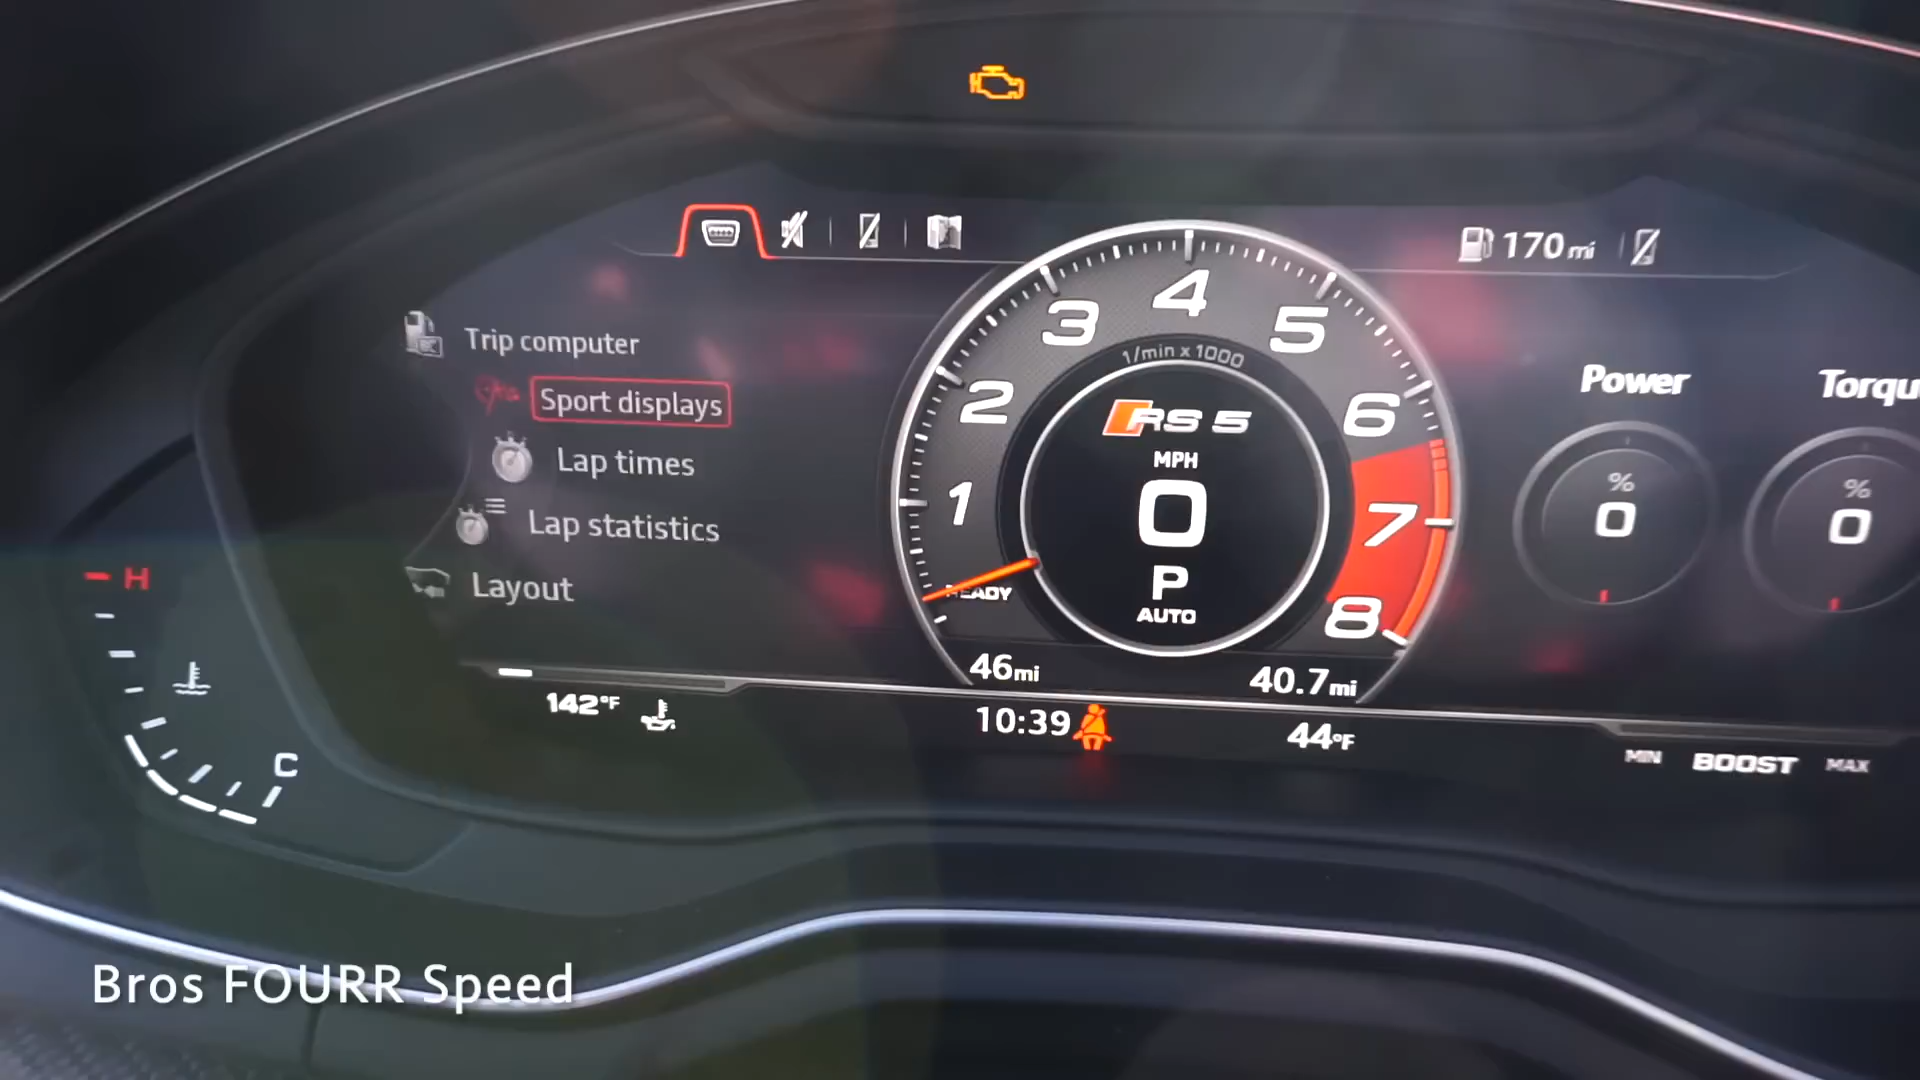 170 mi
Trip computer
Sport displays
Lap times
Lap statistics
Layout
1 2 3 4 5 6 7 8
1/min x 1000
RS 5
MPH
0
P
AUTO
Power
% 0
Torqu
% 0
H
C
46 mi
40.7 mi
142°F
10:39
44°F
MIN BOOST MAX
Bros FOURR Speed